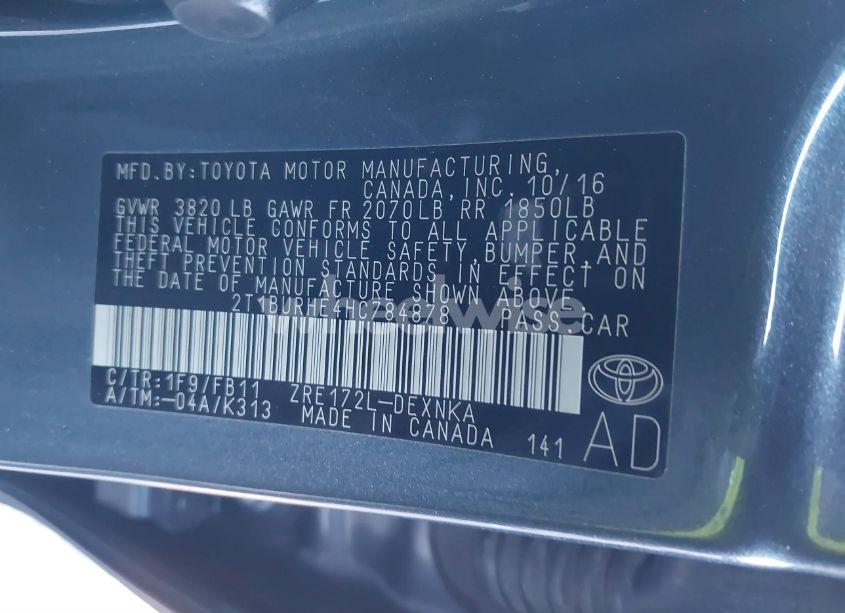 MFD.BY:TOYOTA MOTOR MANUFACTURING,
CANADA,INC. 10/16
GVWR 3820 LB GAWR FR 2070LB RR 1850LB
THIS VEHICLE CONFORMS TO ALL APPLICABLE
FEDERAL MOTOR VEHICLE SAFETY,BUMPER,AND
THEFT PREVENTION STANDARDS IN EFFECT ON
THE DATE OF MANUFACTURE SHOWN ABOVE.
2T1BURHE4HC784878 PASS.CAR
wheelwise
C/TR:1F9/FB11 ZRE172L-DEXNKA
A/TM:-04A/K313 MADE IN CANADA 141 AD